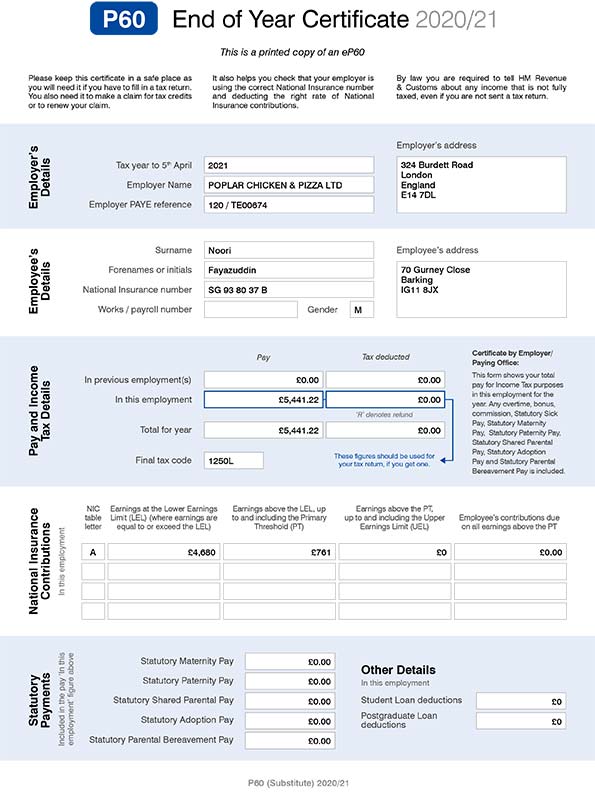 P60 End of Year Certificate 2020/21
This is a printed copy of an eP60
Please keep this certificate in a safe place as
you will need it if you have to fill in a tax return.
You also need it to make a claim for tax credits
or to renew your claim.
It also helps you check that your employer is
using the correct National Insurance number
and deducting the right rate of National
Insurance contributions.
By law you are required to tell HM Revenue
& Customs about any income that is not fully
taxed, even if you are not sent a tax return.
Employer's
Details
Tax year to 5th April 2021
Employer Name POPLAR CHICKEN & PIZZA LTD
Employer PAYE reference 120 / TE00674
Employer's address
324 Burdett Road
London
England
E14 7DL
Employee's
Details
Surname Noori
Forenames or initials Fayazuddin
National Insurance number SG 93 80 37 B
Works / payroll number Gender M
Employee's address
70 Gurney Close
Barking
IG11 8JX
Pay and Income
Tax Details
Pay Tax deducted
In previous employment(s) £0.00 £0.00
In this employment £5,441.22 £0.00
'R' denotes refund
Total for year £5,441.22 £0.00
Final tax code 1250L
These figures should be used for
your tax return, if you get one.
Certificate by Employer/
Paying Office:
This form shows your total
pay for Income Tax purposes
in this employment for the
year. Any overtime, bonus,
commission, Statutory Sick
Pay, Statutory Maternity
Pay, Statutory Paternity Pay,
Statutory Shared Parental
Pay, Statutory Adoption
Pay and Statutory Parental
Bereavement Pay is included.
National Insurance
Contributions
In this employment
NIC
table
letter
Earnings at the Lower Earnings
Limit (LEL) (where earnings are
equal to or exceed the LEL)
Earnings above the LEL, up
to and including the Primary
Threshold (PT)
Earnings above the PT,
up to and including the Upper
Earnings Limit (UEL)
Employee's contributions due
on all earnings above the PT
A £4,680 £761 £0 £0.00
Statutory
Payments
Included in the pay 'In this
employment' figure above
Statutory Maternity Pay £0.00
Statutory Paternity Pay £0.00
Statutory Shared Parental Pay £0.00
Statutory Adoption Pay £0.00
Statutory Parental Bereavement Pay £0.00
Other Details
In this employment
Student Loan deductions £0
Postgraduate Loan
deductions £0
P60 (Substitute) 2020/21